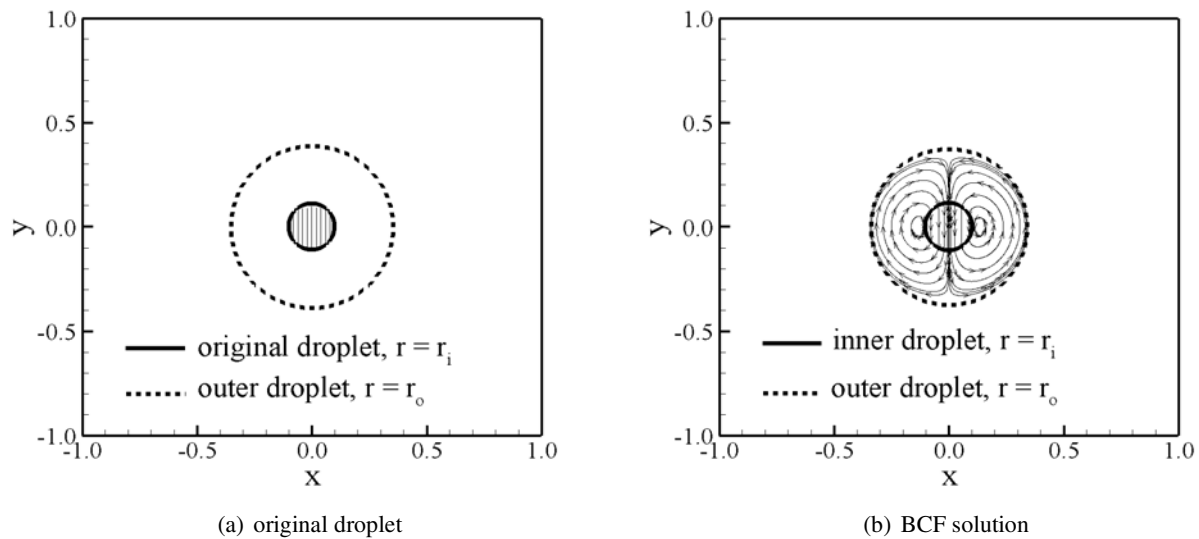 1.0
0.5
y
0.0
-0.5
original droplet, r = r_i
outer droplet, r = r_o
-1.0
-1.0 -0.5 0.0 0.5 1.0
x
(a) original droplet
1.0
0.5
y
0.0
-0.5
inner droplet, r = r_i
outer droplet, r = r_o
-1.0
-1.0 -0.5 0.0 0.5 1.0
x
(b) BCF solution